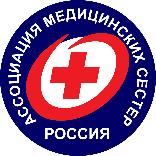 АССОЦИАЦИЯ МЕДИЦИНСКИХ СЕСТЕР
РОССИЯ